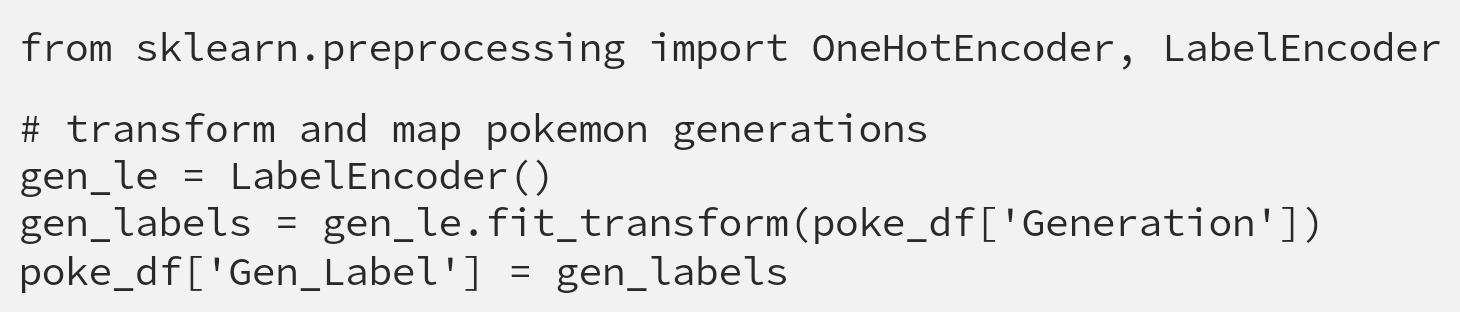 from sklearn.preprocessing import OneHotEncoder, LabelEncoder
# transform and map pokemon generations
gen_le = LabelEncoder()
gen_labels = gen_le.fit_transform(poke_df['Generation'])
poke_df['Gen_Label'] = gen_labels